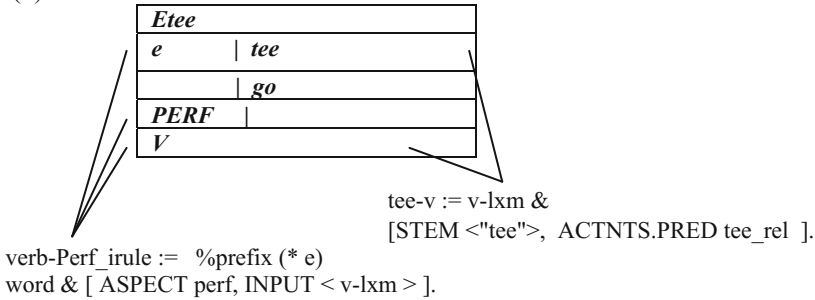 Etee
e | tee
| go
PERF |
V
tee-v := v-lxm &
[STEM <"tee">, ACTNTS.PRED tee_rel ].
verb-Perf_irule := %prefix (* e)
word & [ ASPECT perf, INPUT < v-lxm > ].